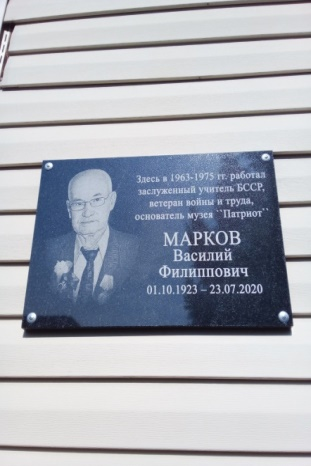 Здесь в 1963-1975 гг. работал
заслуженный учитель БССР,
ветеран войны и труда,
основатель музея ``Патриот``
МАРКОВ
Василий
Филиппович
01.10.1923 – 23.07.2020